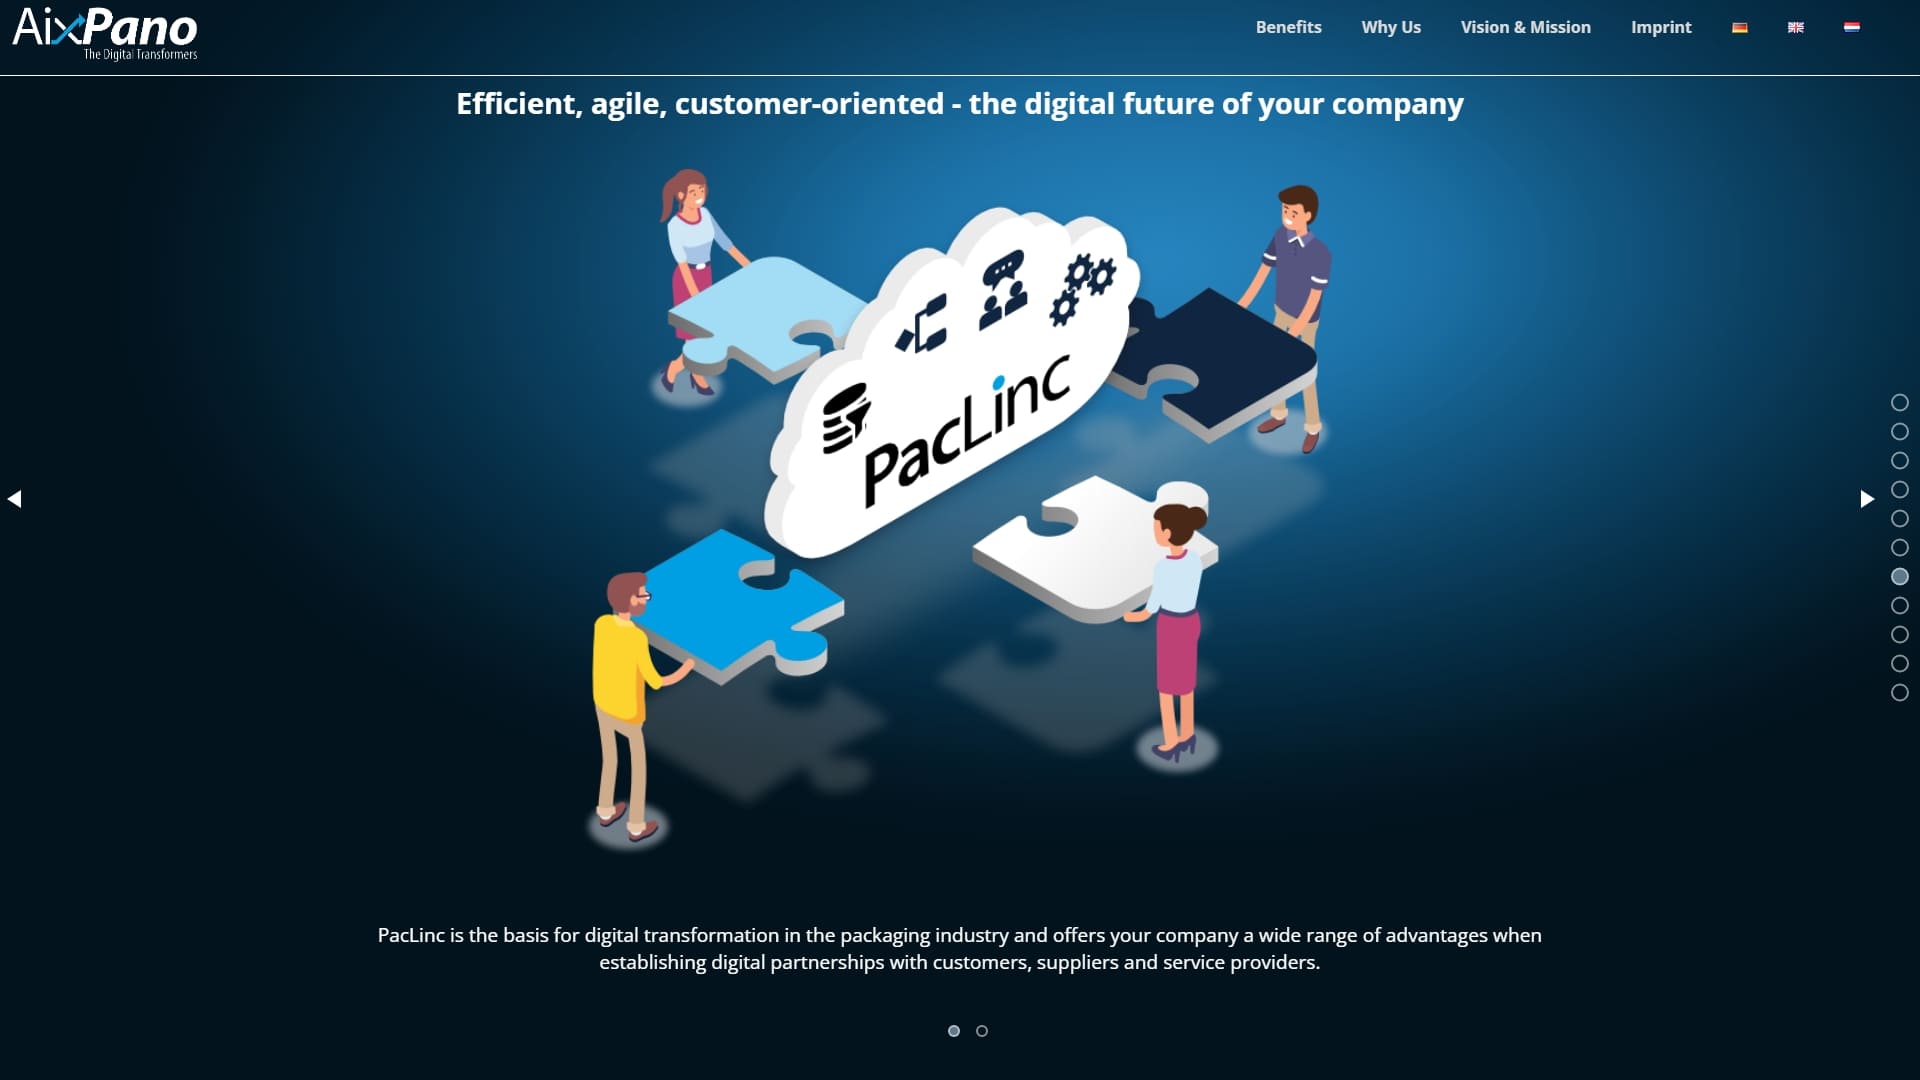 AixPano
The Digital Transformers
Benefits
Why Us
Vision & Mission
Imprint
Efficient, agile, customer-oriented - the digital future of your company
PacLinc
PacLinc is the basis for digital transformation in the packaging industry and offers your company a wide range of advantages when
establishing digital partnerships with customers, suppliers and service providers.